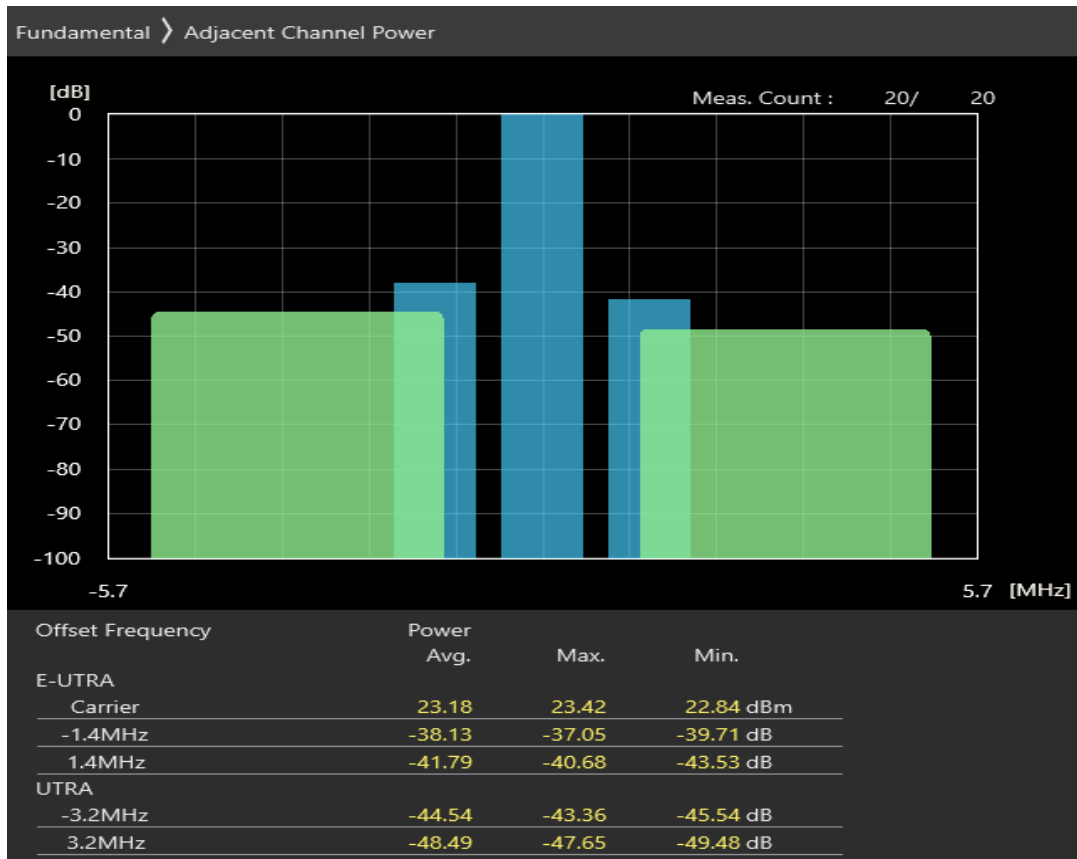 Fundamental 〉 Adjacent Channel Power
[dB]
Meas. Count : 20/ 20
0
-10
-20
-30
-40
-50
-60
-70
-80
-90
-100
-5.7 5.7 [MHz]
Offset Frequency Power
Avg. Max. Min.
E-UTRA
Carrier 23.18 23.42 22.84 dBm
-1.4MHz -38.13 -37.05 -39.71 dB
1.4MHz -41.79 -40.68 -43.53 dB
UTRA
-3.2MHz -44.54 -43.36 -45.54 dB
3.2MHz -48.49 -47.65 -49.48 dB